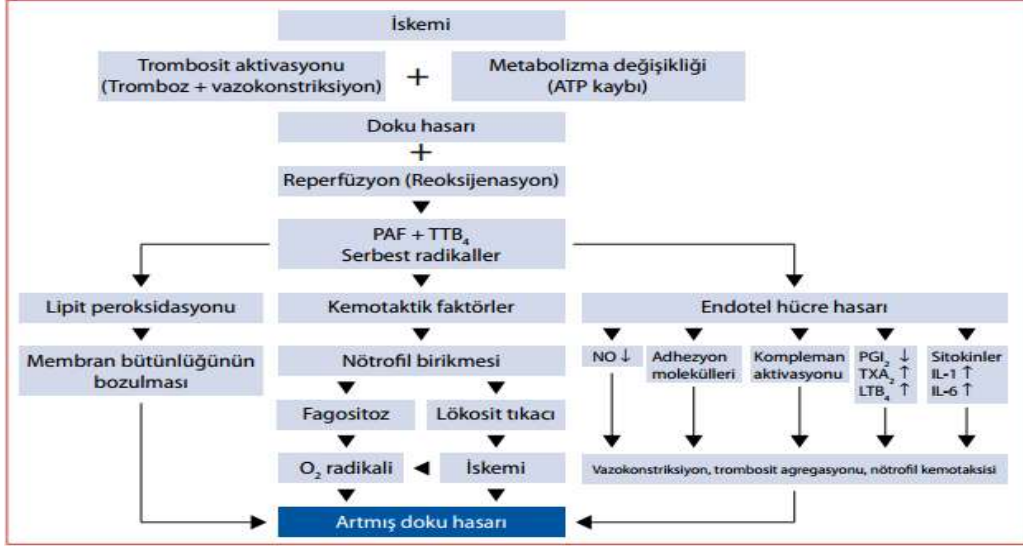 İskemi
Trombosit aktivasyonu
(Tromboz + vazokonstriksiyon)
+
Metabolizma değişikliği
(ATP kaybı)
Doku hasarı
+
Reperfüzyon (Reoksijenasyon)
PAF + TTB₄
Serbest radikaller
Lipit peroksidasyonu
Kemotaktik faktörler
Endotel hücre hasarı
Membran bütünlüğünün
bozulması
Nötrofil birikmesi
NO ↓
Adhezyon
molekülleri
Kompleman
aktivasyonu
PGI₂ ↓
TXA₂ ↑
LTB₄ ↑
Sitokinler
IL-1 ↑
IL-6 ↑
Fagositoz
Lökosit tıkacı
O₂ radikali
İskemi
Vazokonstriksiyon, trombosit agregasyonu, nötrofil kemotaksisi
Artmış doku hasarı